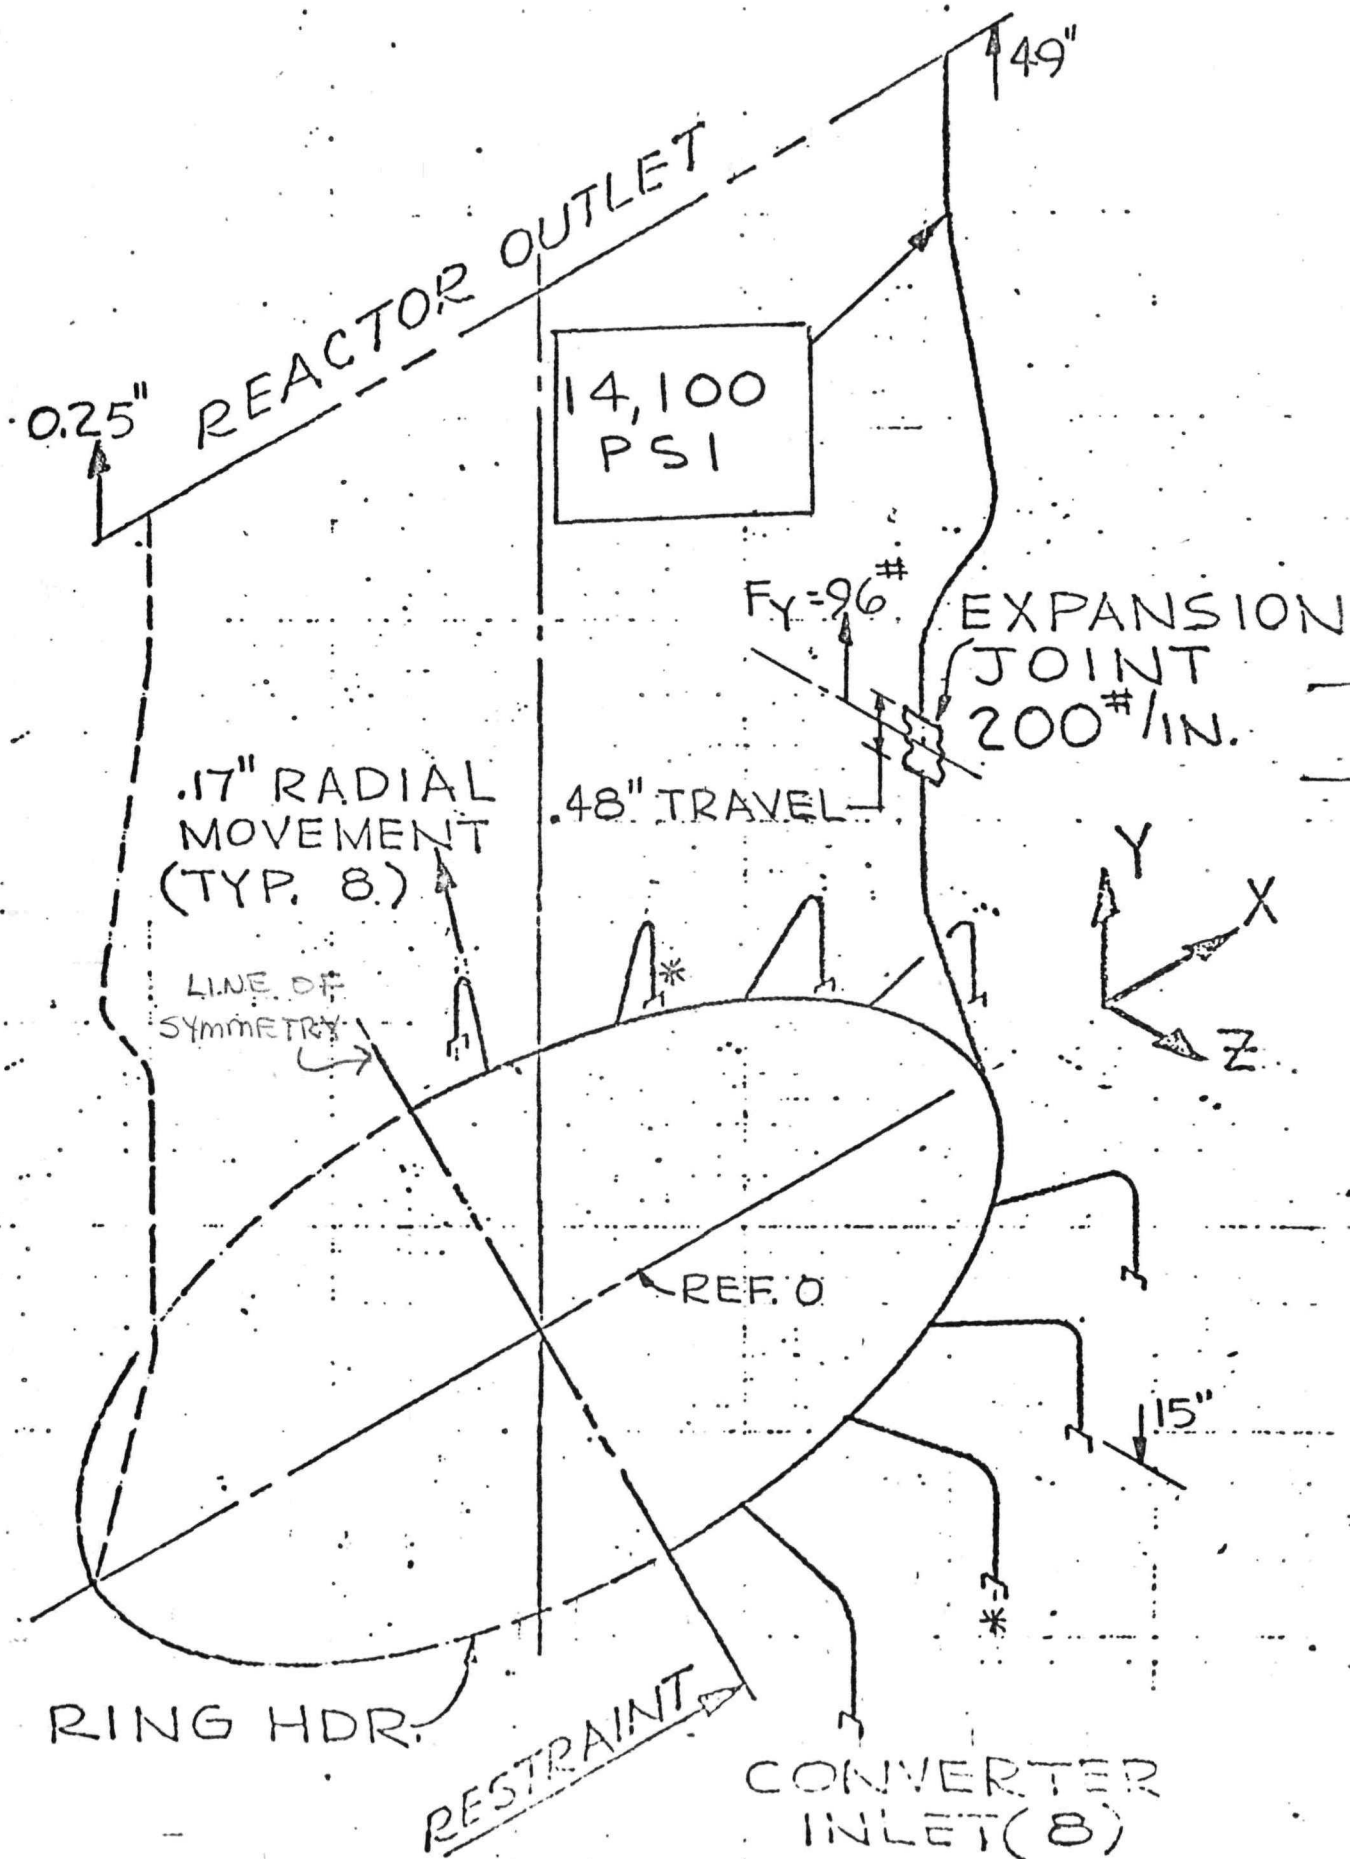 49"
REACTOR OUTLET
0.25"
14,100
PSI
FY=96#
EXPANSION
JOINT
200#/IN.
.17" RADIAL
MOVEMENT
(TYP. 8)
.48" TRAVEL
Y
X
Z
*
LINE OF
SYMMETRY
REF. O
15"
*
RING HDR.
RESTRAINT
CONVERTER
INLET (8)